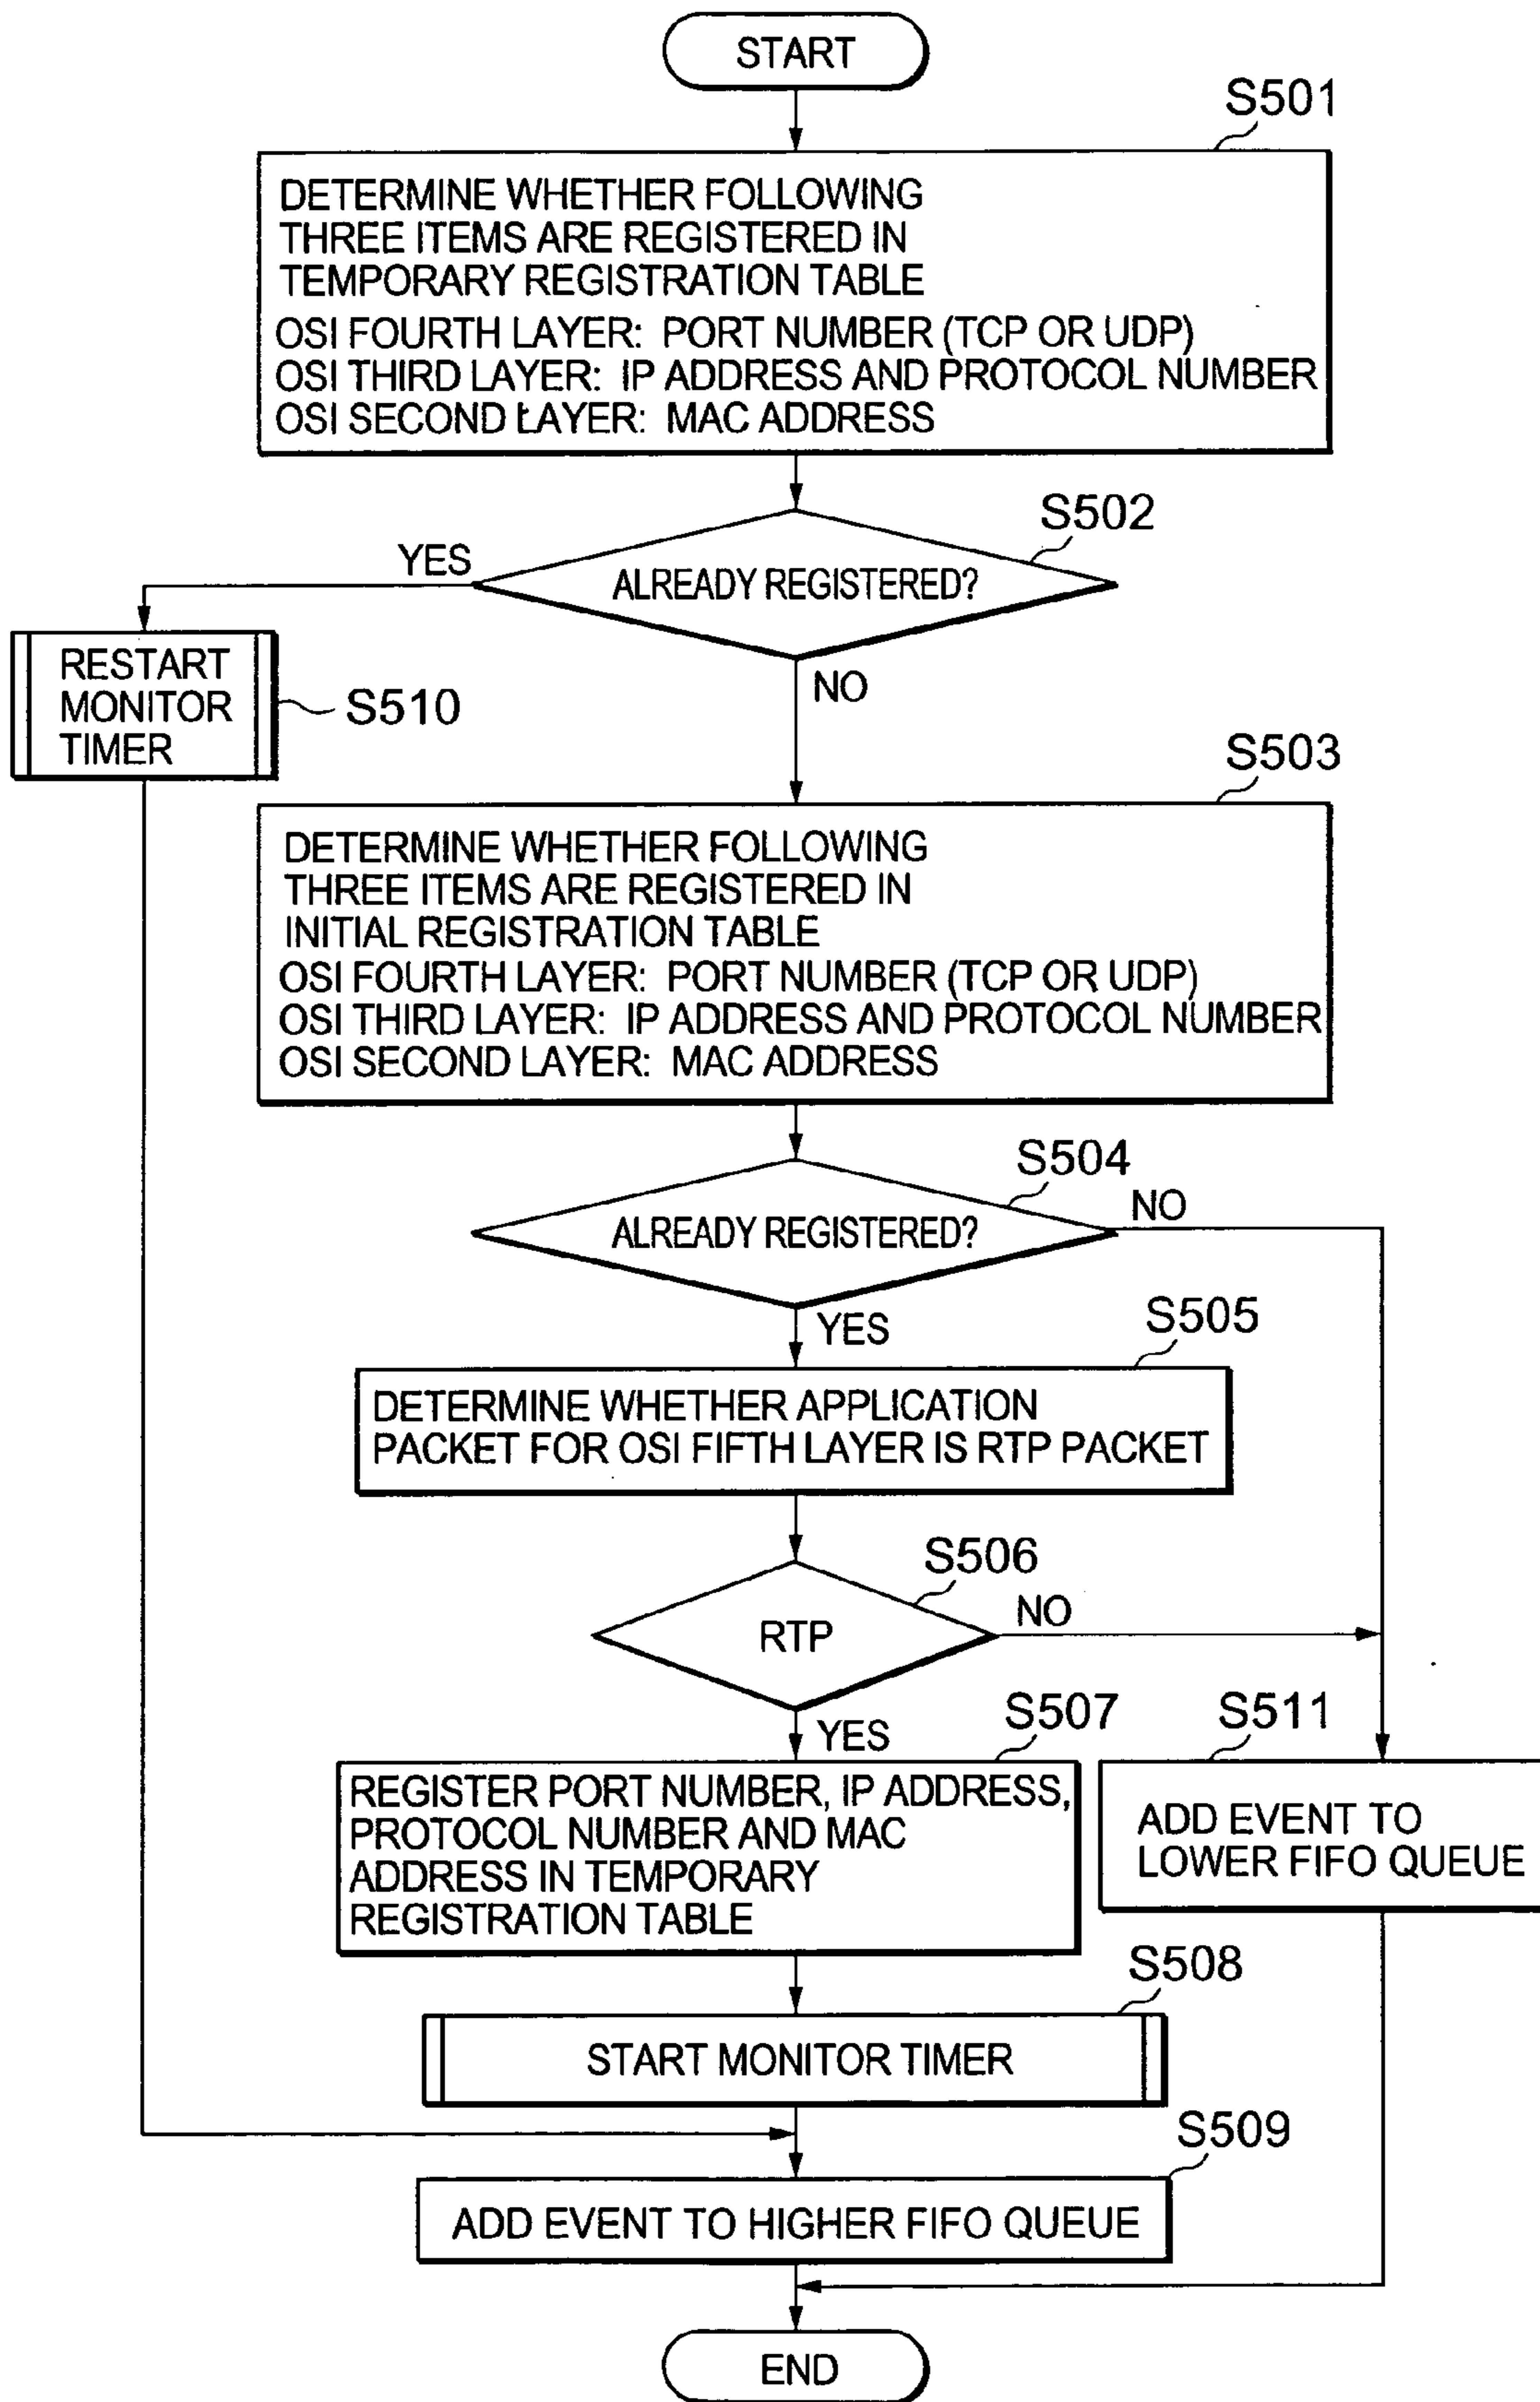 START
S501
DETERMINE WHETHER FOLLOWING
THREE ITEMS ARE REGISTERED IN
TEMPORARY REGISTRATION TABLE
OSI FOURTH LAYER: PORT NUMBER (TCP OR UDP)
OSI THIRD LAYER: IP ADDRESS AND PROTOCOL NUMBER
OSI SECOND LAYER: MAC ADDRESS
S502
YES
ALREADY REGISTERED?
NO
RESTART
MONITOR
TIMER
S510
S503
DETERMINE WHETHER FOLLOWING
THREE ITEMS ARE REGISTERED IN
INITIAL REGISTRATION TABLE
OSI FOURTH LAYER: PORT NUMBER (TCP OR UDP)
OSI THIRD LAYER: IP ADDRESS AND PROTOCOL NUMBER
OSI SECOND LAYER: MAC ADDRESS
S504
NO
ALREADY REGISTERED?
YES
S505
DETERMINE WHETHER APPLICATION
PACKET FOR OSI FIFTH LAYER IS RTP PACKET
S506
NO
RTP
YES
S507
REGISTER PORT NUMBER, IP ADDRESS,
PROTOCOL NUMBER AND MAC
ADDRESS IN TEMPORARY
REGISTRATION TABLE
S511
ADD EVENT TO
LOWER FIFO QUEUE
S508
START MONITOR TIMER
S509
ADD EVENT TO HIGHER FIFO QUEUE
END